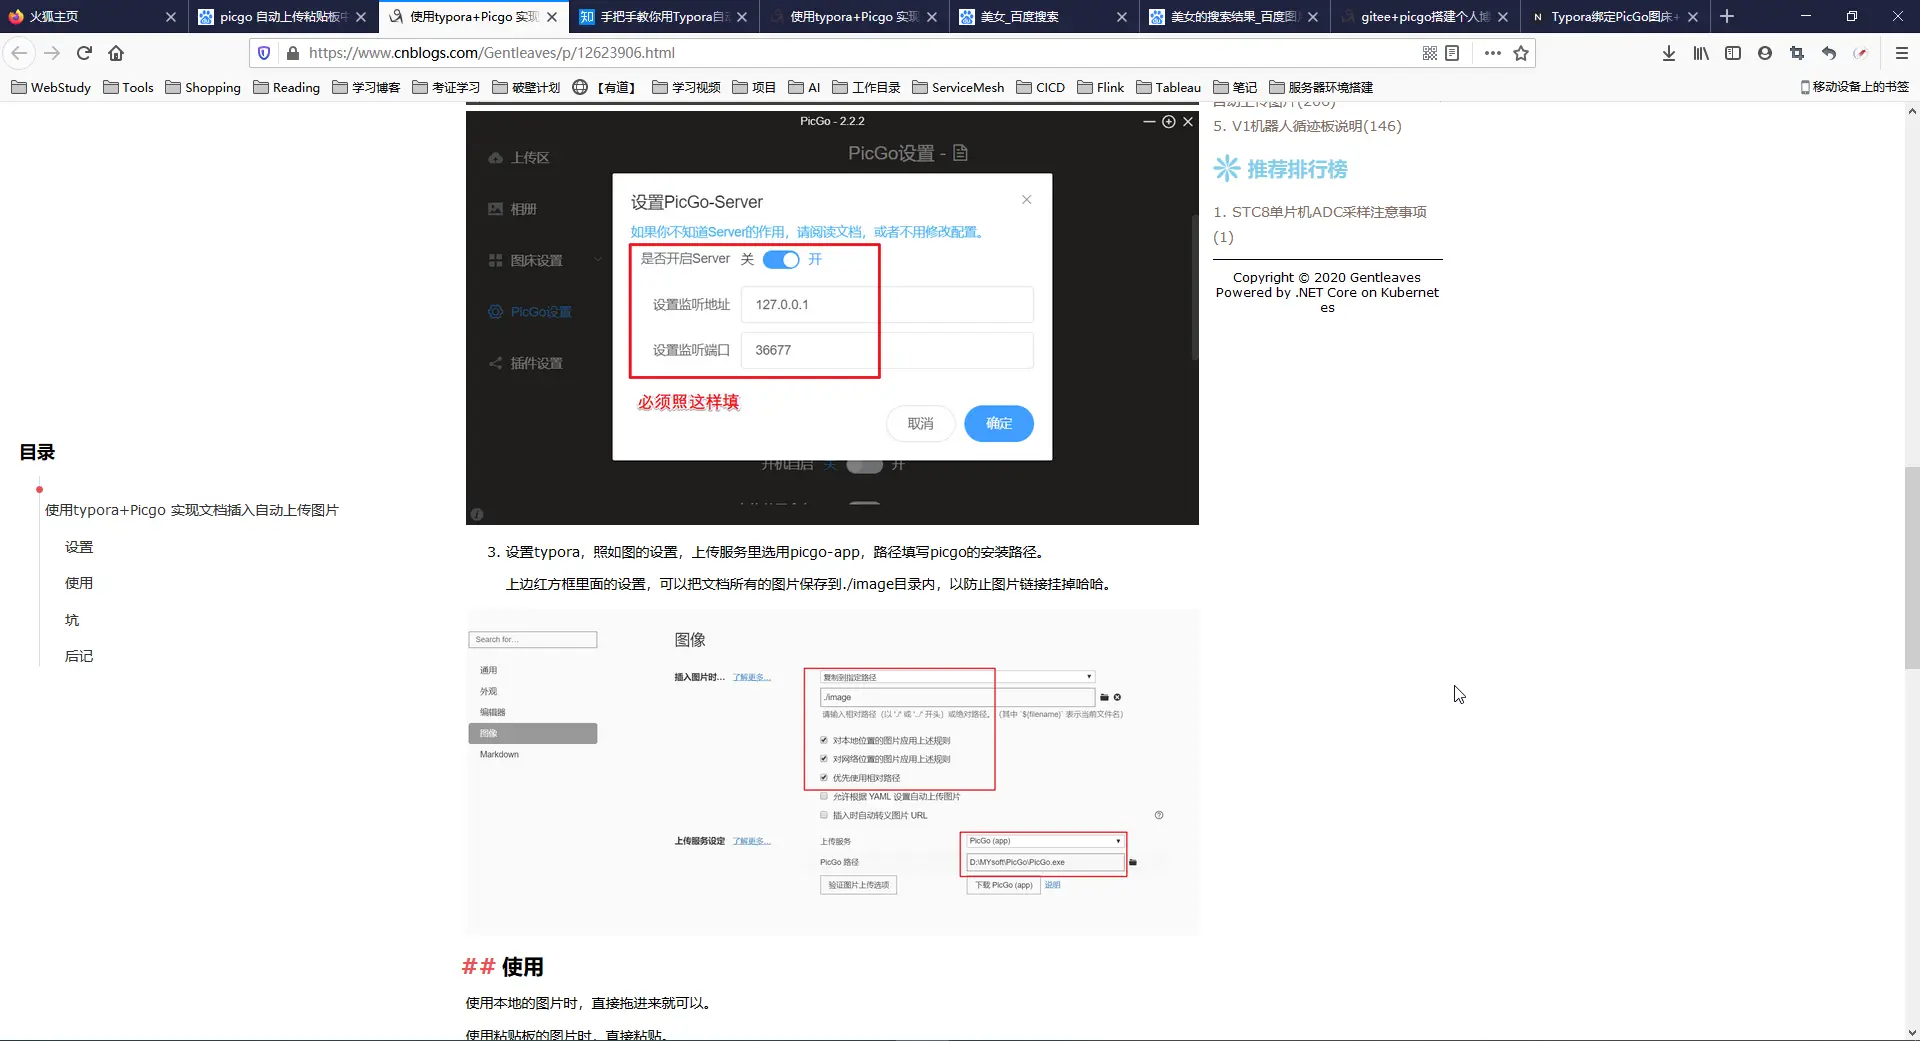 火狐主页
picgo 自动上传粘贴板中
使用typora+Picgo 实现
手把手教你用Typora自
使用typora+Picgo 实现
美女_百度搜索
美女的搜索结果_百度图
gitee+picgo搭建个人博
Typora绑定PicGo图床+
https://www.cnblogs.com/Gentleaves/p/12623906.html
WebStudy
Tools
Shopping
Reading
学习博客
考证学习
破壁计划
【有道】
学习视频
项目
AI
工作目录
ServiceMesh
CICD
Flink
Tableau
笔记
服务器环境搭建
移动设备上的书签
目录
使用typora+Picgo 实现文档插入自动上传图片
设置
使用
坑
后记
PicGo - 2.2.2
上传区
相册
图床设置
PicGo设置
插件设置
PicGo设置 -
设置PicGo-Server
如果你不知道Server的作用，请阅读文档，或者不用修改配置。
是否开启Server 关 开
设置监听地址 127.0.0.1
设置监听端口 36677
必须照这样填
取消 确定
开机自启 关 开
3. 设置typora，照如图的设置，上传服务里选用picgo-app，路径填写picgo的安装路径。
上边红方框里面的设置，可以把文档所有的图片保存到./image目录内，以防止图片链接挂掉哈哈。
Search for...
通用
外观
编辑器
图像
Markdown
图像
插入图片时... 了解更多... 复制到指定路径
./image
请输入相对路径（以 './' 或 '../' 开头）或绝对路径。（其中 `${filename}` 表示当前文件名）
对本地位置的图片应用上述规则
对网络位置的图片应用上述规则
优先使用相对路径
允许根据 YAML 设置自动上传图片
插入时自动转义图片 URL
上传服务设定 了解更多... 上传服务 PicGo (app)
PicGo 路径 D:\MYsoft\PicGo\PicGo.exe
验证图片上传选项 下载 PicGo (app) 说明
## 使用
使用本地的图片时，直接拖进来就可以。
使用粘贴板的图片时，直接粘贴。
自动上传图片(200)
5. V1机器人循迹板说明(146)
推荐排行榜
1. STC8单片机ADC采样注意事项
(1)
Copyright © 2020 Gentleaves
Powered by .NET Core on Kubernet
es